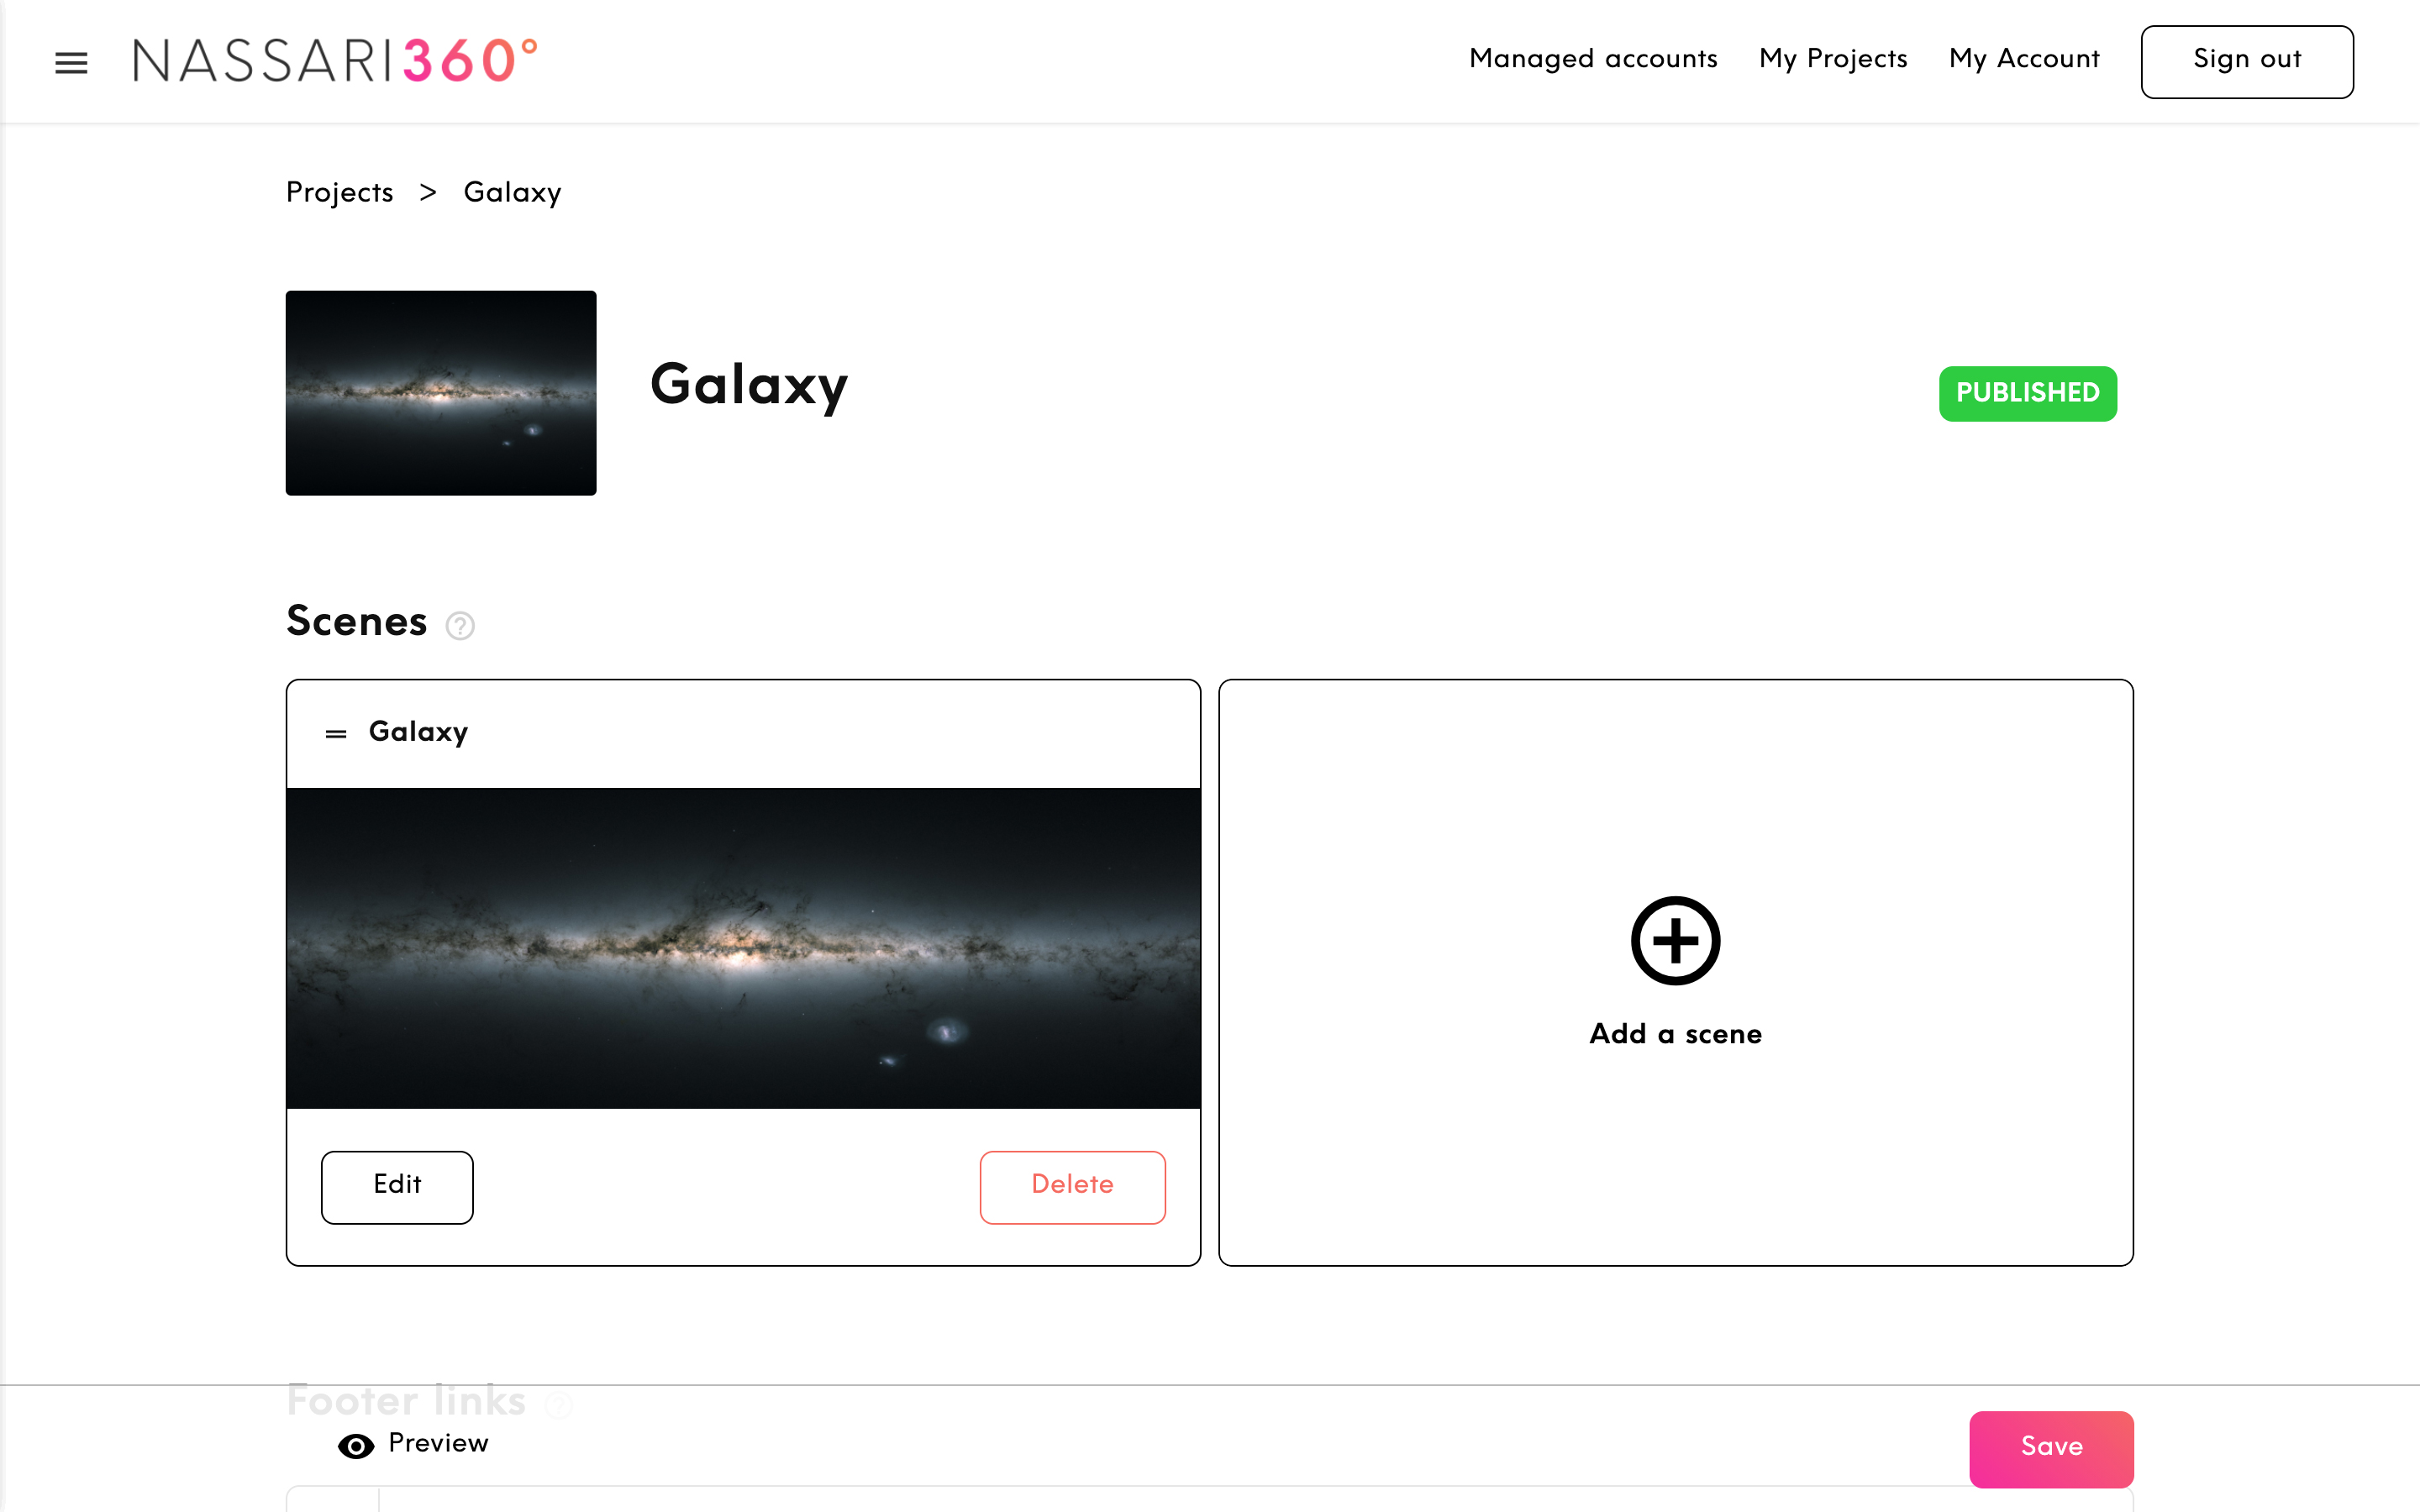 NASSARI360°
Managed accounts
My Projects
My Account
Sign out
Projects > Galaxy
Galaxy
PUBLISHED
Scenes
Galaxy
Add a scene
Edit
Delete
Footer links
Preview
Save